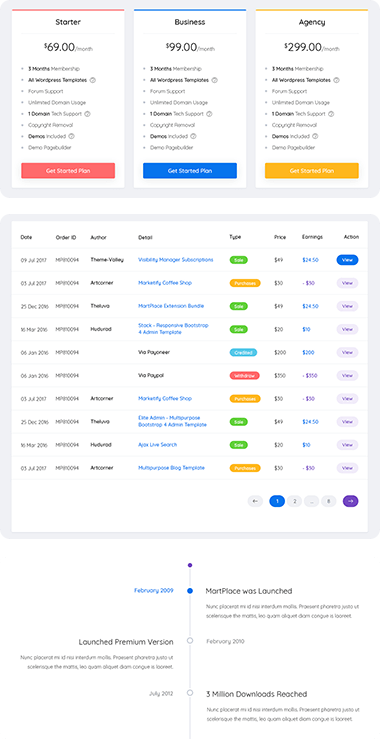 Starter
$69.00/month
3 Months Membership
All Wordpress Templates
Forum Support
Unlimited Domain Usage
1 Domain Tech Support
Copyright Removal
Demos Included
Demo Pagebuilder
Get Started Plan
Business
$99.00/month
3 Months Membership
All Wordpress Templates
Forum Support
Unlimited Domain Usage
1 Domain Tech Support
Copyright Removal
Demos Included
Demo Pagebuilder
Get Started Plan
Agency
$299.00/month
3 Months Membership
All Wordpress Templates
Forum Support
Unlimited Domain Usage
1 Domain Tech Support
Copyright Removal
Demos Included
Demo Pagebuilder
Get Started Plan
Date Order ID Author Detail Type Price Earnings Action
09 Jul 2017 MP810094 Theme-Valley Visibility Manager Subscriptions Sale $49 $24.50 View
03 Jul 2017 MP810094 Artcorner Marketify Coffee Shop Purchases $30 - $50 View
25 Dec 2016 MP810094 Theluva MartPlace Extension Bundle Sale $49 $24.50 View
16 Mar 2016 MP810094 Hudurad Stack - Responsive Bootstrap
4 Admin Template Sale $20 $10 View
06 Jan 2016 MP810094 Via Payoneer Credited $200 $200 View
06 Jan 2016 MP810094 Via Paypal Withdraw $350 - $350 View
03 Jul 2017 MP810094 Artcorner Marketify Coffee Shop Purchases $30 - $50 View
25 Dec 2016 MP810094 Theluva Elite Admin - Multipurpose
Bootstrap 4 Admin Template Sale $49 $24.50 View
16 Mar 2016 MP810094 Hudurad Ajax Live Search Sale $20 $10 View
03 Jul 2017 MP810094 Artcorner Multipurpose Blog Template Purchases $30 - $50 View
← 1 2 ... 8 →
February 2009
MartPlace was Launched
Nunc placerat mi id nisi interdum mollis. Praesent pharetra justo ut
scelerisque the mattis, leo quam aliquet diam congue is laoreet.
Launched Premium Version
February 2010
Nunc placerat mi id nisi interdum mollis. Praesent pharetra justo ut
scelerisque the mattis, leo quam aliquet diam congue is laoreet.
July 2012
3 Million Downloads Reached
Nunc placerat mi id nisi interdum mollis. Praesent pharetra justo ut
scelerisque the mattis, leo quam aliquet diam congue is laoreet.